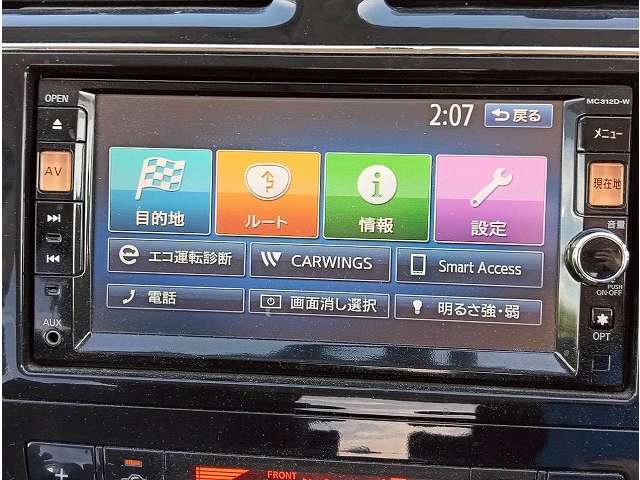 OPEN
MC312D-W
2:07 戻る
メニュー
AV
目的地
ルート
情報
設定
現在地
音量
エコ運転診断
CARWINGS
Smart Access
PUSH
ON-OFF
電話
画面消し選択
明るさ強・弱
AUX
OPT
FRONT